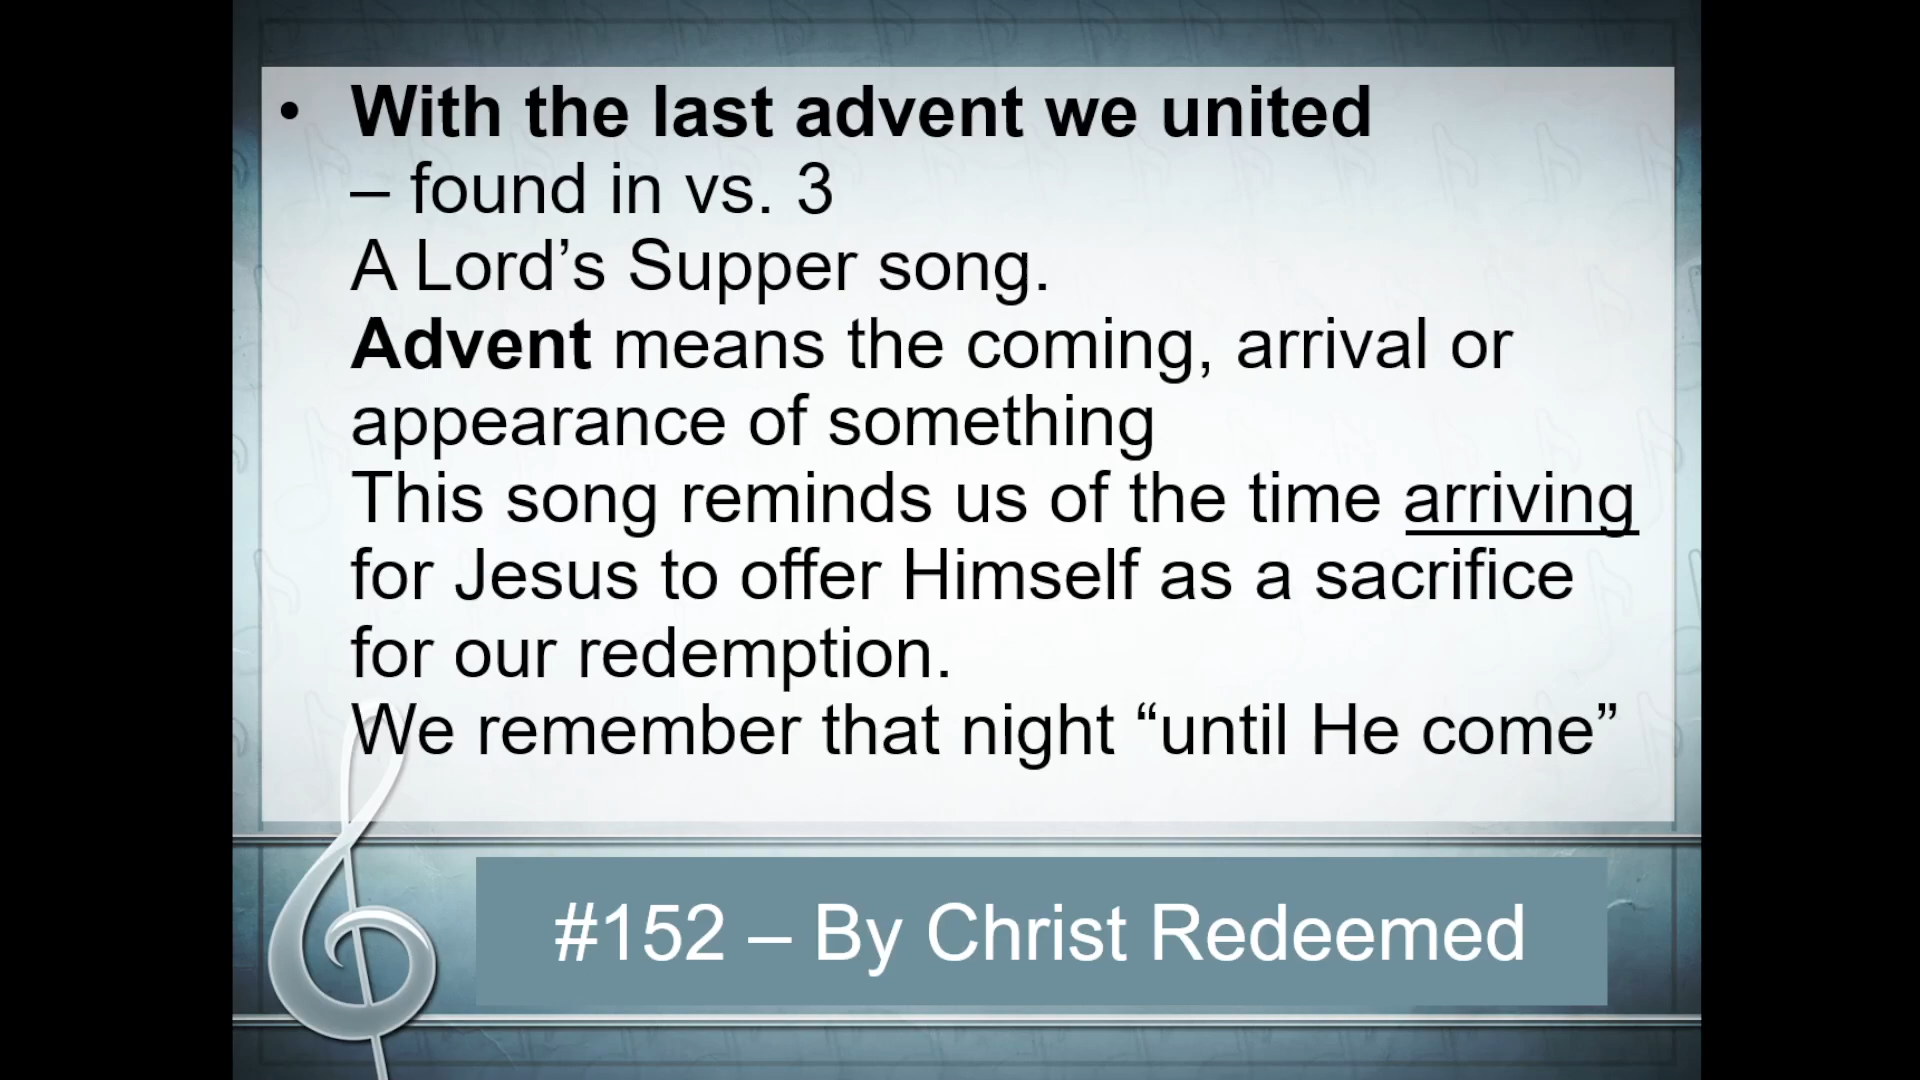 • With the last advent we united
– found in vs. 3
A Lord’s Supper song.
Advent means the coming, arrival or
appearance of something
This song reminds us of the time arriving
for Jesus to offer Himself as a sacrifice
for our redemption.
We remember that night “until He come”
#152 – By Christ Redeemed